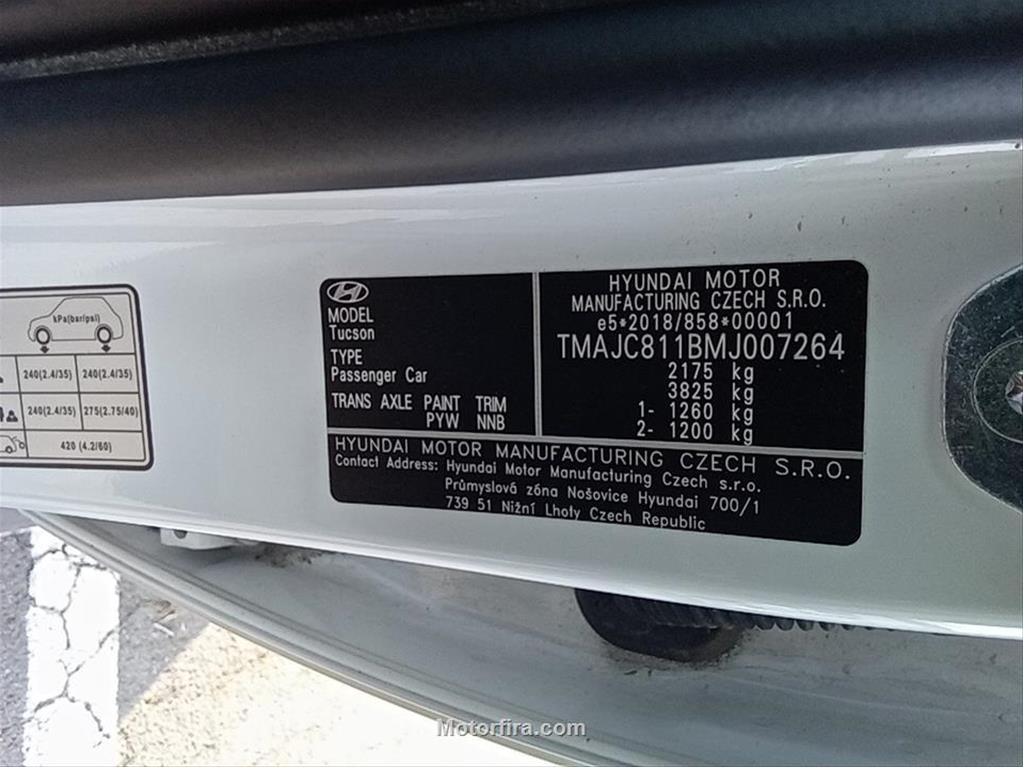 kPa(bar/psi)
240(2.4/35) 240(2.4/35)
240(2.4/35) 275(2.75/40)
420 (4.2/60)
MODEL
Tucson
TYPE
Passenger Car
TRANS AXLE PAINT TRIM
PYW NNB
HYUNDAI MOTOR
MANUFACTURING CZECH S.R.O.
e5*2018/858*00001
TMAJC811BMJ007264
2175 kg
3825 kg
1- 1260 kg
2- 1200 kg
HYUNDAI MOTOR MANUFACTURING CZECH S.R.O.
Contact Address: Hyundai Motor Manufacturing Czech s.r.o.
Průmyslová zóna Nošovice Hyundai 700/1
739 51 Nižní Lhoty Czech Republic
Motorfira.com